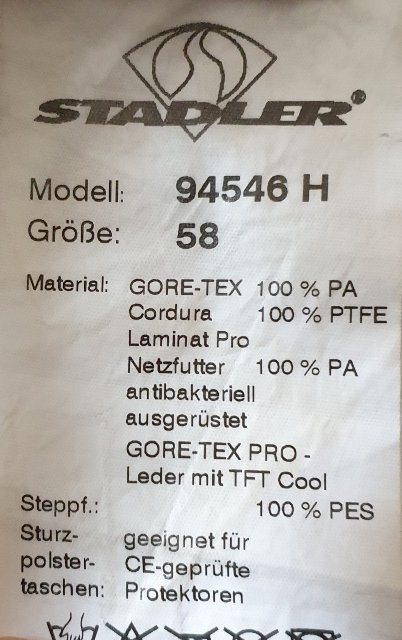 STADLER®
Modell: 94546 H
Größe: 58
Material: GORE-TEX 100 % PA
Cordura 100 % PTFE
Laminat Pro
Netzfutter 100 % PA
antibakteriell
ausgerüstet
GORE-TEX PRO -
Leder mit TFT Cool
Steppf.: 100 % PES
Sturz- geeignet für
polster- CE-geprüfte
taschen: Protektoren